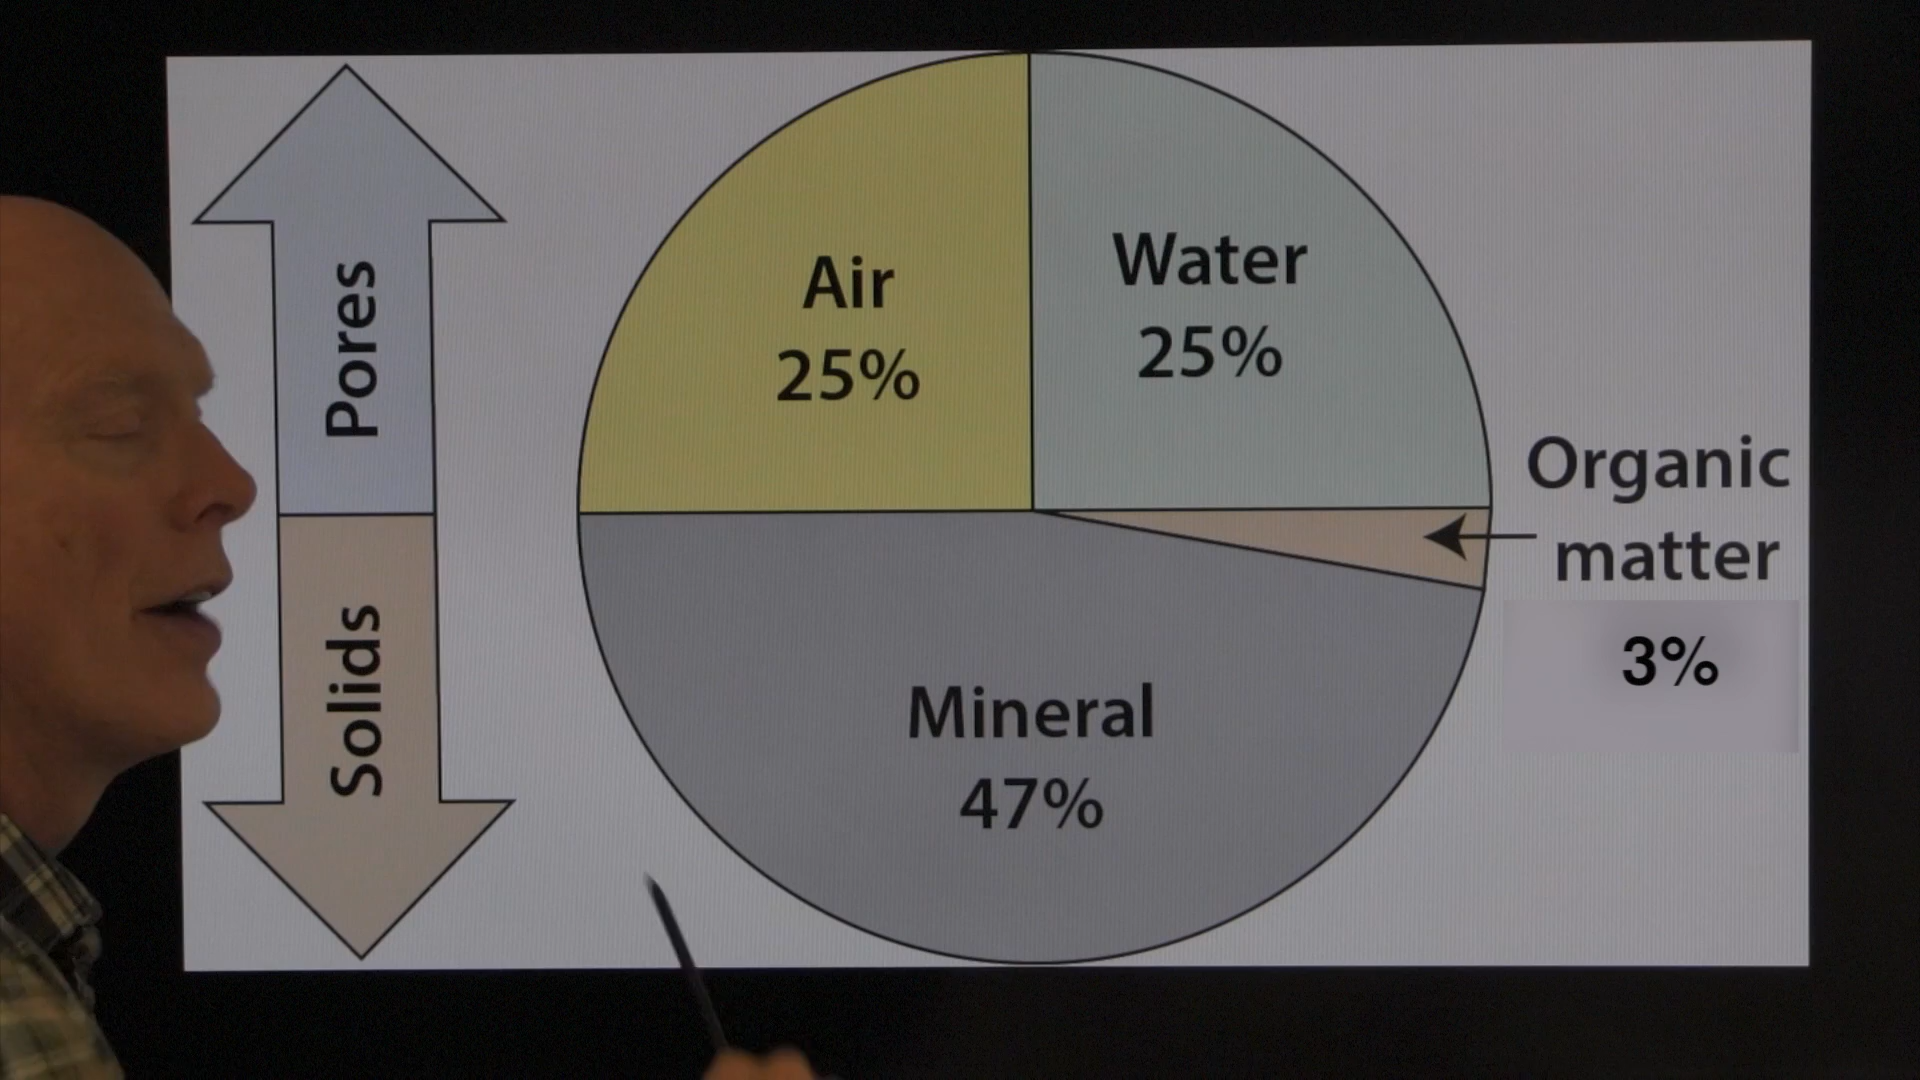 Pores
Solids
Air
25%
Water
25%
Organic
matter
3%
Mineral
47%